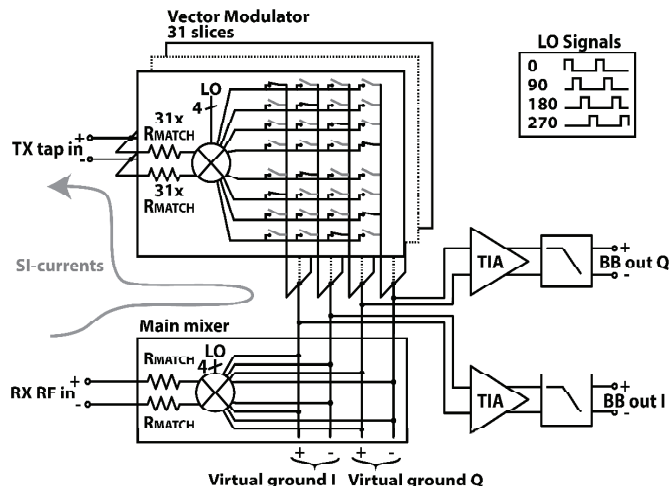 Vector Modulator
31 slices
LO Signals
0
90
180
270
LO
4
31x
RMATCH
TX tap in
+
-
31x
RMATCH
SI-currents
TIA
+
-
BB out Q
Main mixer
RMATCH
LO
4
RX RF in
+
-
RMATCH
TIA
+
-
BB out I
+ - + -
Virtual ground I Virtual ground Q